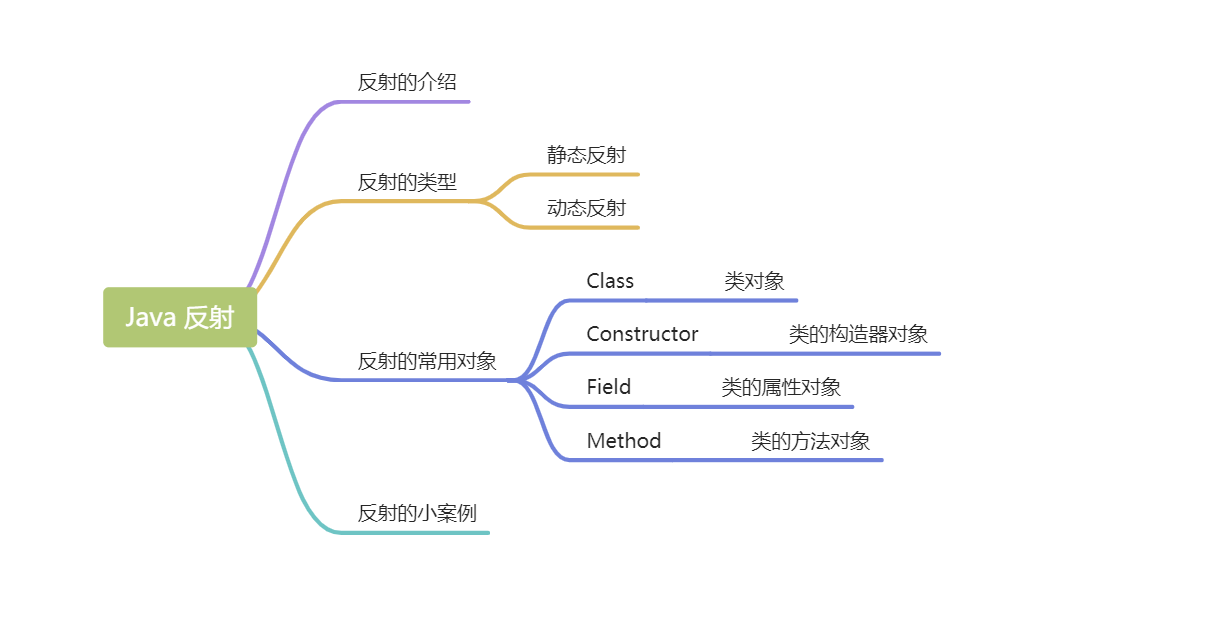 反射的介绍
静态反射
反射的类型
动态反射
Class 类对象
Java 反射
Constructor 类的构造器对象
反射的常用对象
Field 类的属性对象
Method 类的方法对象
反射的小案例